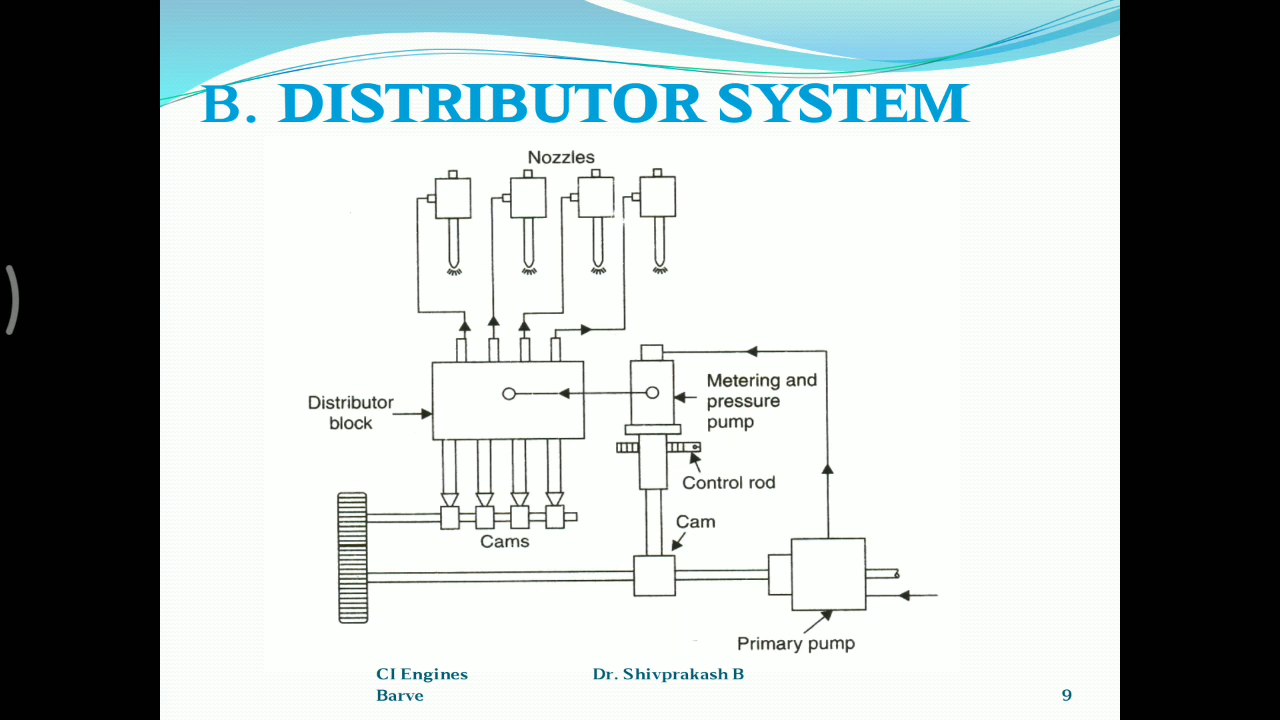 B. DISTRIBUTOR SYSTEM
Nozzles
Distributor
block
Metering and
pressure
pump
Control rod
Cam
Cams
Primary pump
CI Engines Dr. Shivprakash B
Barve 9